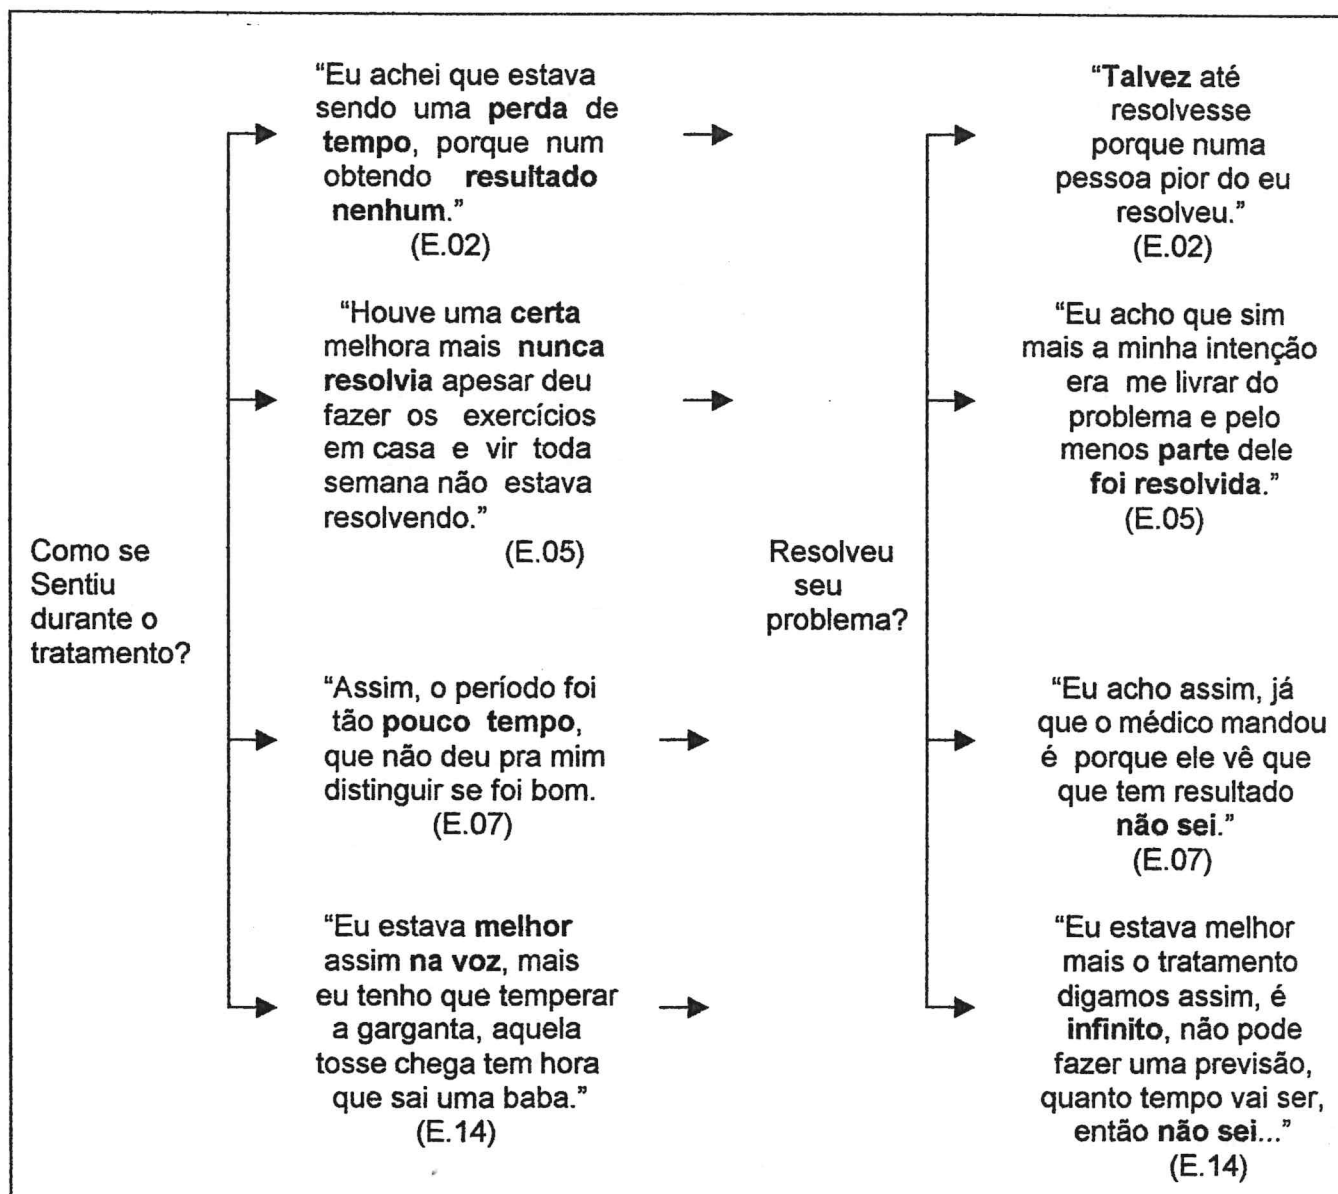 Como se
Sentiu
durante o
tratamento?
“Eu achei que estava
sendo uma perda de
tempo, porque num
obtendo resultado
nenhum.”
(E.02)
“Houve uma certa
melhora mais nunca
resolvia apesar deu
fazer os exercícios
em casa e vir toda
semana não estava
resolvendo.”
(E.05)
“Assim, o período foi
tão pouco tempo,
que não deu pra mim
distinguir se foi bom.
(E.07)
“Eu estava melhor
assim na voz, mais
eu tenho que temperar
a garganta, aquela
tosse chega tem hora
que sai uma baba.”
(E.14)
Resolveu
seu
problema?
“Talvez até
resolvesse
porque numa
pessoa pior do eu
resolveu.”
(E.02)
“Eu acho que sim
mais a minha intenção
era me livrar do
problema e pelo
menos parte dele
foi resolvida.”
(E.05)
“Eu acho assim, já
que o médico mandou
é porque ele vê que
que tem resultado
não sei.”
(E.07)
“Eu estava melhor
mais o tratamento
digamos assim, é
infinito, não pode
fazer uma previsão,
quanto tempo vai ser,
então não sei...”
(E.14)